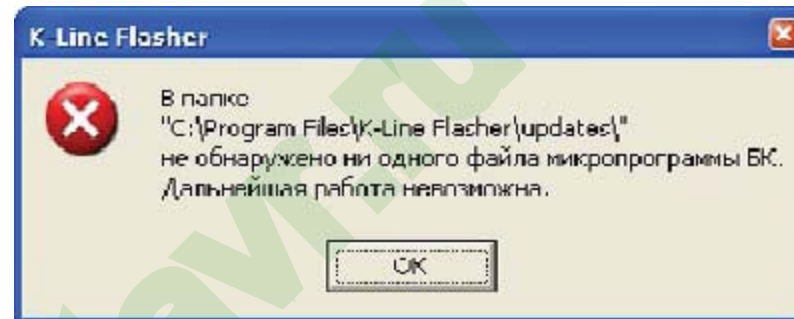 K-Line Flasher
В папке
"C:\Program Files\K-Line Flasher\updates\"
не обнаружено ни одного файла микропрограммы БК.
Дальнейшая работа невозможна.
OK